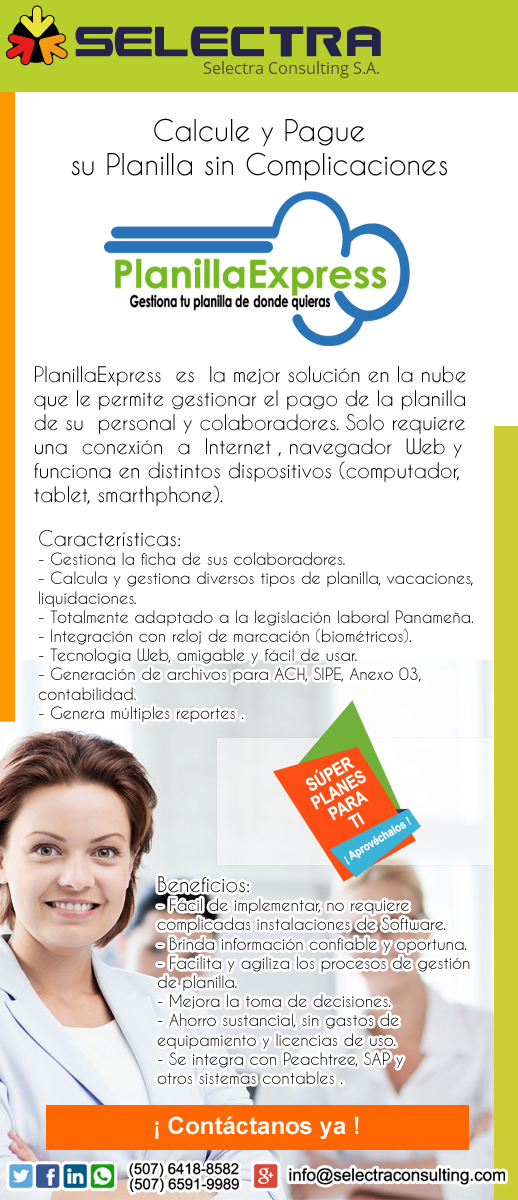 SELECTRA
Selectra Consulting S.A.
Calcule y Pague
su Planilla sin Complicaciones
PlanillaExpress
Gestiona tu planilla de donde quieras
PlanillaExpress es la mejor solución en la nube
que le permite gestionar el pago de la planilla
de su personal y colaboradores. Solo requiere
una conexión a Internet , navegador Web y
funciona en distintos dispositivos (computador,
tablet, smarthphone).
Características:
- Gestiona la ficha de sus colaboradores.
- Calcula y gestiona diversos tipos de planilla, vacaciones,
liquidaciones.
- Totalmente adaptado a la legislación laboral Panameña.
- Integración con reloj de marcación (biométricos).
- Tecnología Web, amigable y fácil de usar.
- Generación de archivos para ACH, SIPE, Anexo 03,
contabilidad.
- Genera múltiples reportes .
SÚPER
PLANES
PARA
TI
¡ Aprovéchalos !
Beneficios:
- Fácil de implementar, no requiere
complicadas instalaciones de Software.
- Brinda información confiable y oportuna.
- Facilita y agiliza los procesos de gestión
de planilla.
- Mejora la toma de decisiones.
- Ahorro sustancial, sin gastos de
equipamiento y licencias de uso.
- Se integra con Peachtree, SAP y
otros sistemas contables .
¡ Contáctanos ya !
(507) 6418-8582
(507) 6591-9989
info@selectraconsulting.com